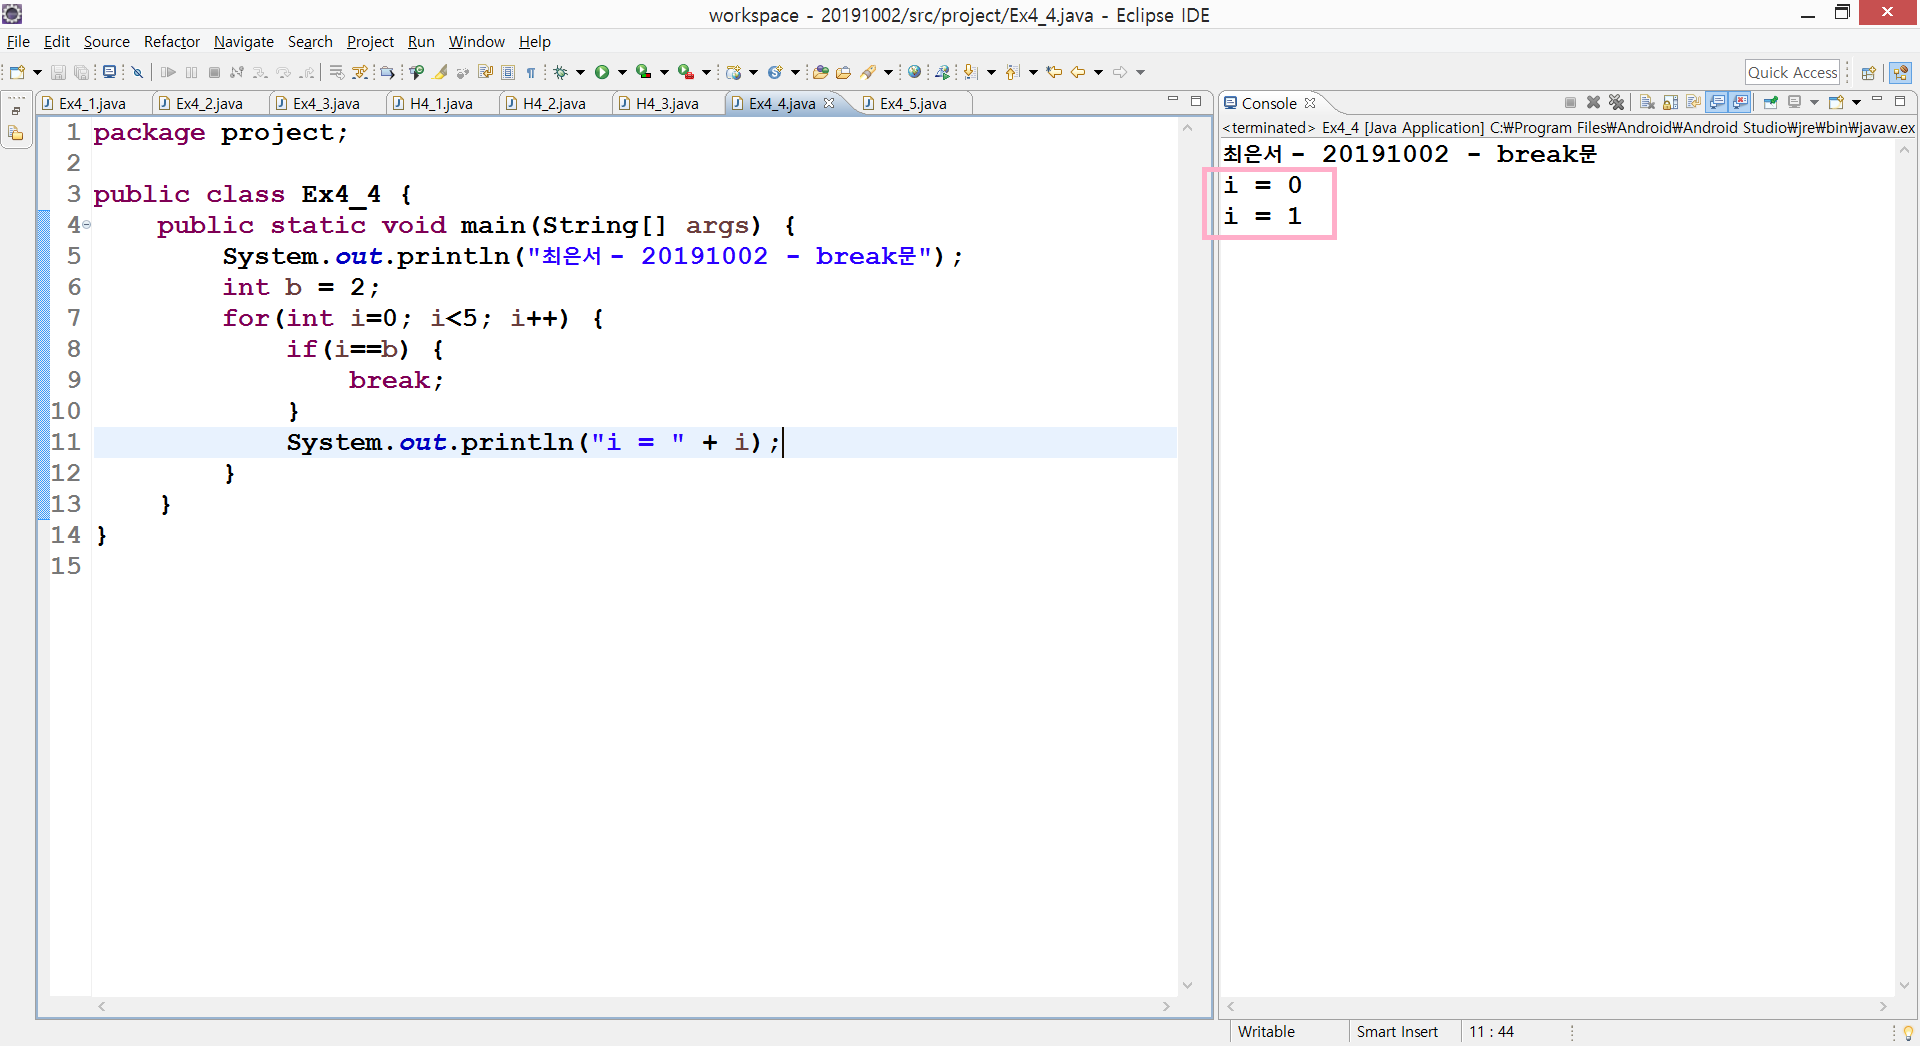 workspace - 20191002/src/project/Ex4_4.java - Eclipse IDE
File Edit Source Refactor Navigate Search Project Run Window Help
Quick Access
Ex4_1.java Ex4_2.java Ex4_3.java H4_1.java H4_2.java H4_3.java Ex4_4.java Ex4_5.java
1 package project;
2
3 public class Ex4_4 {
4 public static void main(String[] args) {
5 System.out.println("최은서 - 20191002 - break문");
6 int b = 2;
7 for(int i=0; i<5; i++) {
8 if(i==b) {
9 break;
10 }
11 System.out.println("i = " + i);
12 }
13 }
14 }
15
Console
<terminated> Ex4_4 [Java Application] C:₩Program Files₩Android₩Android Studio₩jre₩bin₩javaw.ex
최은서 - 20191002 - break문
i = 0
i = 1
Writable Smart Insert 11 : 44